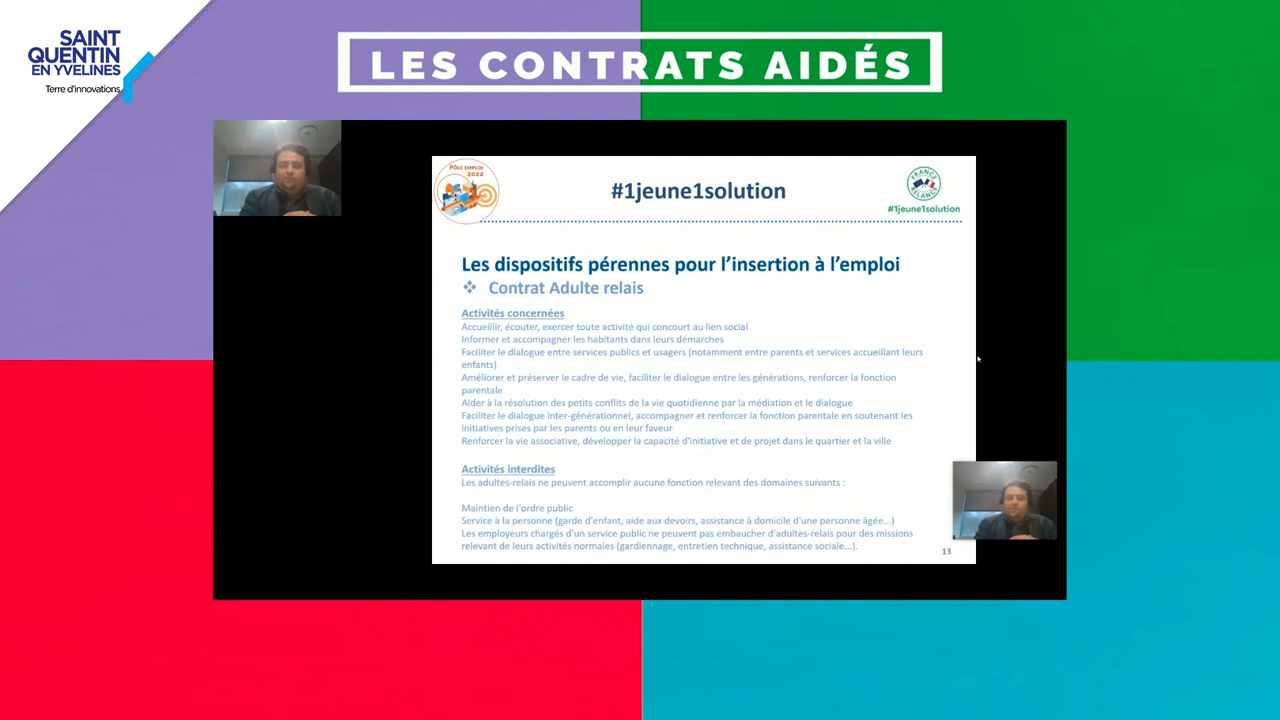 SAINT
QUENTIN
EN YVELINES
Terre d'innovations
LES CONTRATS AIDÉS
PÔLE EMPLOI
2022
#1jeune1solution
FRANCE
RELANCE
#1jeune1solution
Les dispositifs pérennes pour l'insertion à l'emploi
❖ Contrat Adulte relais
Activités concernées
Accueillir, écouter, exercer toute activité qui concourt au lien social
Informer et accompagner les habitants dans leurs démarches
Faciliter le dialogue entre services publics et usagers (notamment entre parents et services accueillant leurs
enfants)
Améliorer et préserver le cadre de vie, faciliter le dialogue entre les générations, renforcer la fonction
parentale
Aider à la résolution des petits conflits de la vie quotidienne par la médiation et le dialogue
Faciliter le dialogue inter-générationnel, accompagner et renforcer la fonction parentale en soutenant les
initiatives prises par les parents ou en leur faveur
Renforcer la vie associative, développer la capacité d'initiative et de projet dans le quartier et la ville
Activités interdites
Les adultes-relais ne peuvent accomplir aucune fonction relevant des domaines suivants :
Maintien de l'ordre public
Service à la personne (garde d'enfant, aide aux devoirs, assistance à domicile d'une personne âgée...)
Les employeurs chargés d'un service public ne peuvent pas embaucher d'adultes-relais pour des missions
relevant de leurs activités normales (gardiennage, entretien technique, assistance sociale...).
13